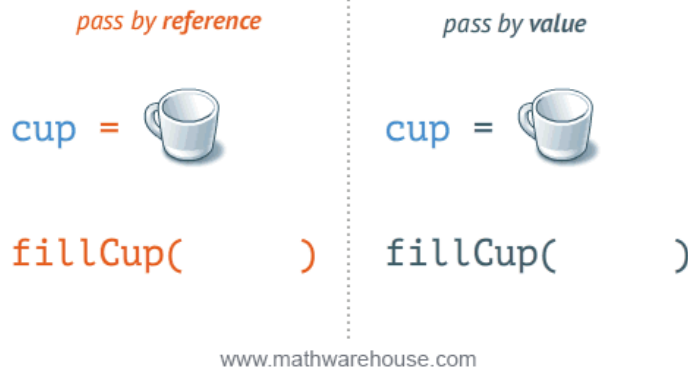 pass by reference
cup =
fillCup( )
pass by value
cup =
fillCup( )
www.mathwarehouse.com